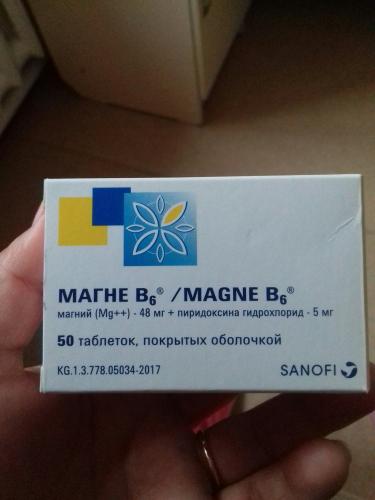 МАГНЕ B6® / MAGNE B6®
магний (Mg++) - 48 мг + пиридоксина гидрохлорид - 5 мг
50 таблеток, покрытых оболочкой
KG.1.3.778.05034-2017
SANOFI